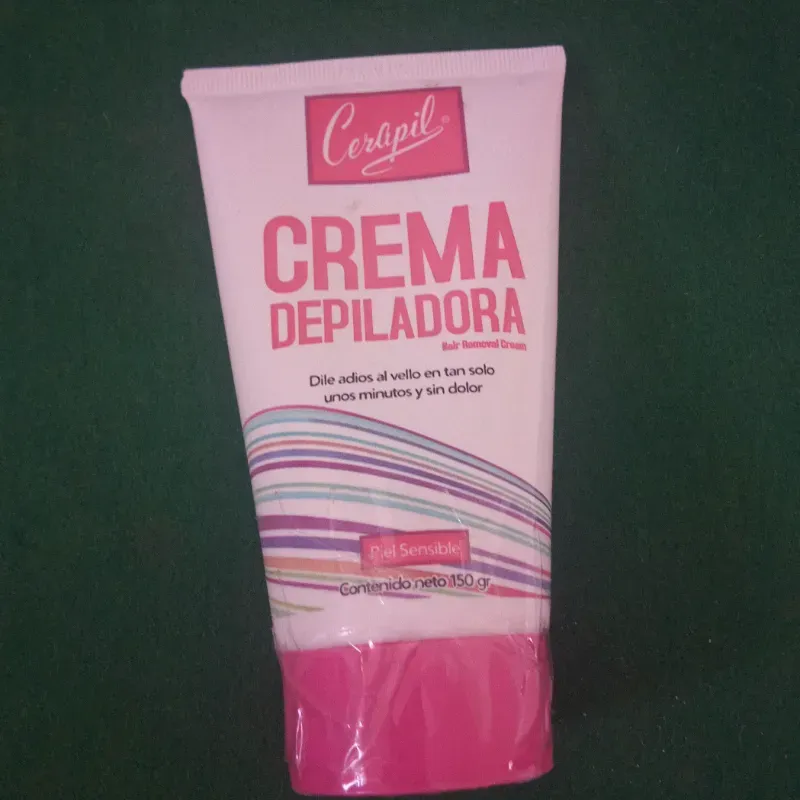 Cerapil®
CREMA
DEPILADORA
Hair Removal Cream
Dile adios al vello en tan solo
unos minutos y sin dolor
Piel Sensible
Contenido neto 150 gr.